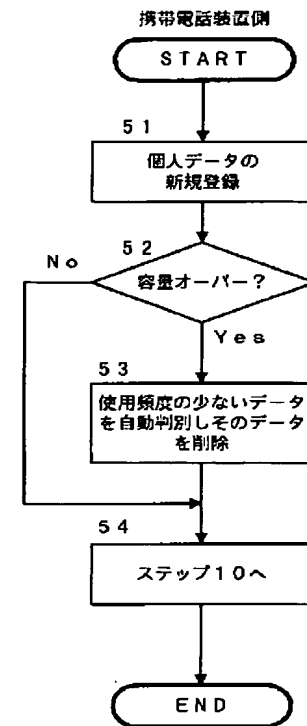 携帯電話装置側
START
51
個人データの
新規登録
52
No
容量オーバー?
Yes
53
使用頻度の少ないデータ
を自動判別しそのデータ
を削除
54
ステップ10へ
END